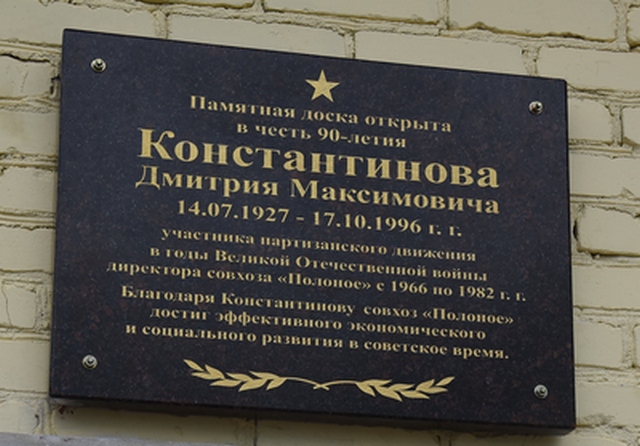 Памятная доска открыта
в честь 90-летия
Константинова
Дмитрия Максимовича
14.07.1927 - 17.10.1996 г. г.
участника партизанского движения
в годы Великой Отечественной войны
директора совхоза «Полоное» с 1966 по 1982 г. г.
Благодаря Константинову совхоз «Полоное»
достиг эффективного экономического
и социального развития в советское время.